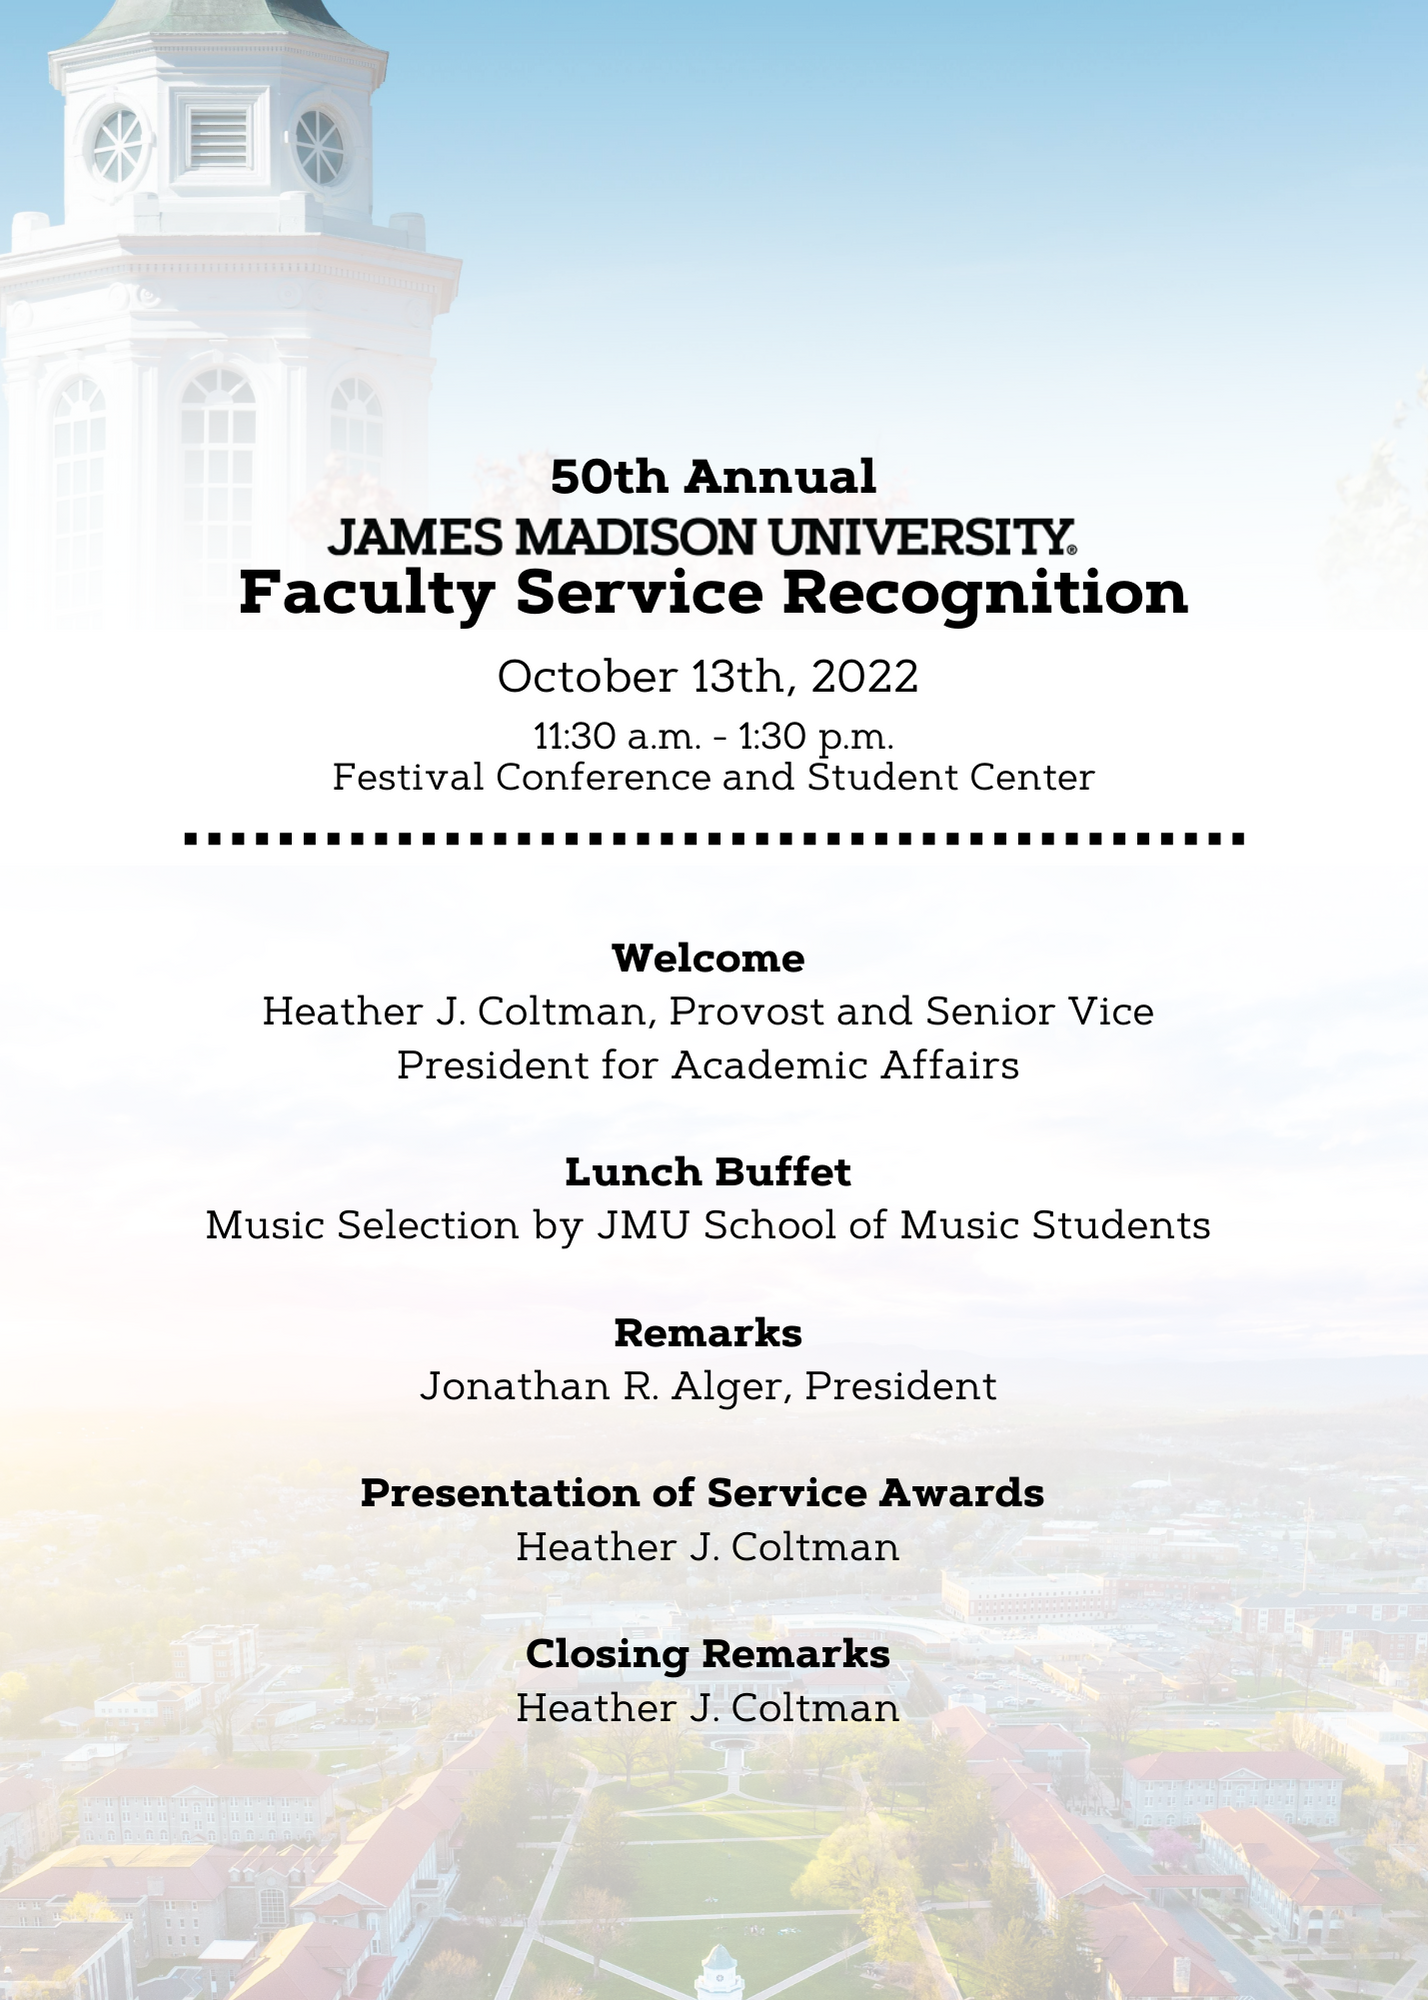 50th Annual
JAMES MADISON UNIVERSITY®
Faculty Service Recognition
October 13th, 2022
11:30 a.m. - 1:30 p.m.
Festival Conference and Student Center
Welcome
Heather J. Coltman, Provost and Senior Vice
President for Academic Affairs
Lunch Buffet
Music Selection by JMU School of Music Students
Remarks
Jonathan R. Alger, President
Presentation of Service Awards
Heather J. Coltman
Closing Remarks
Heather J. Coltman